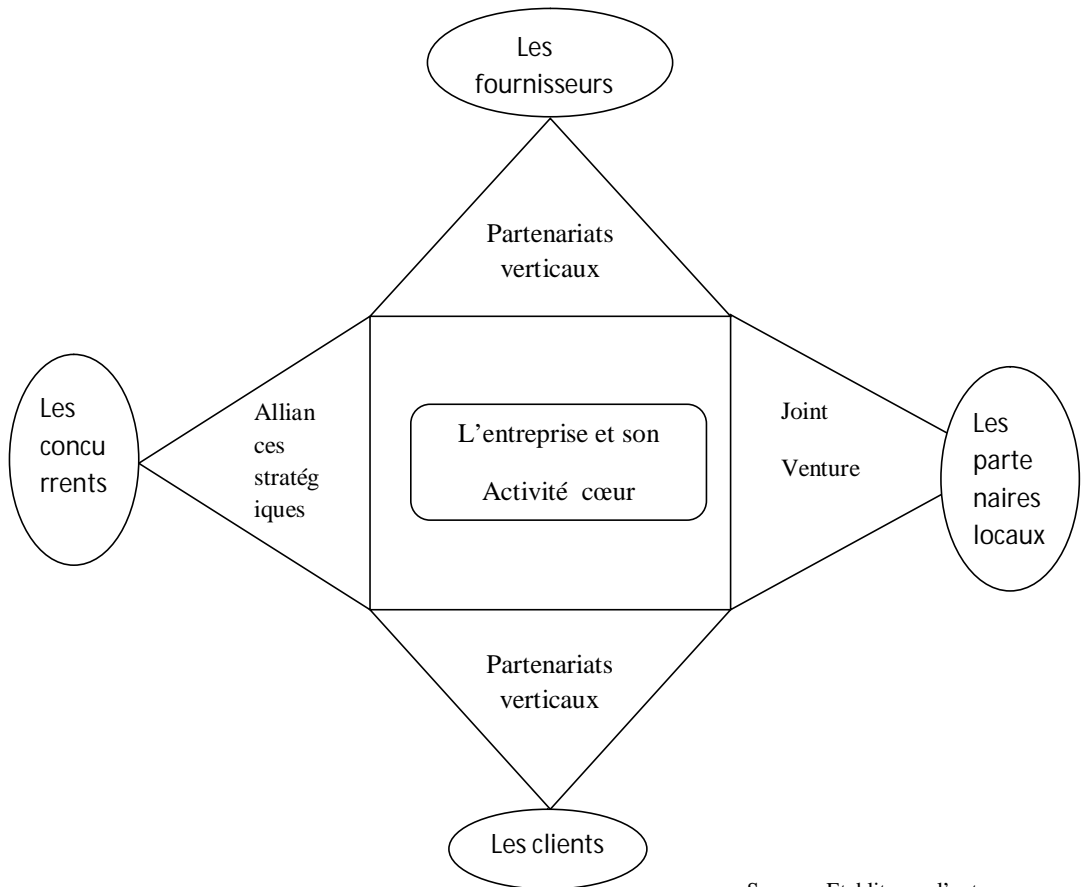 Les
fournisseurs
Partenariats
verticaux
Les
concu
rrents
Allian
ces
stratég
iques
L’entreprise et son
Activité cœur
Joint
Venture
Les
parte
naires
locaux
Partenariats
verticaux
Les clients